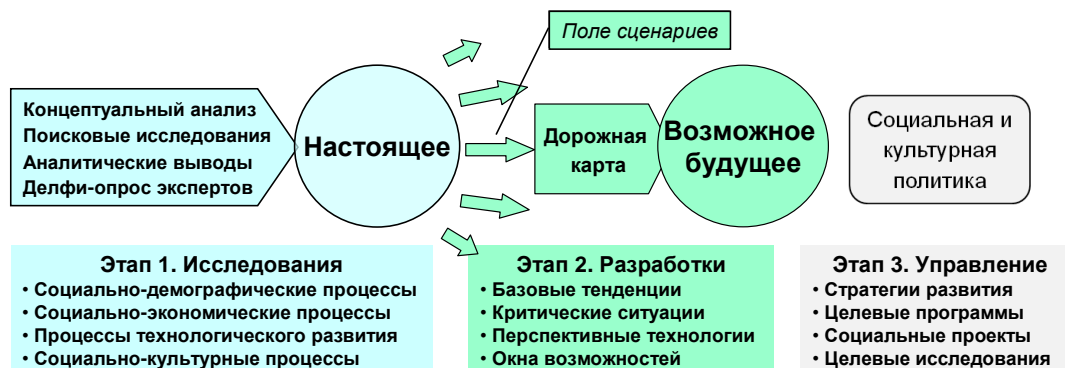 Поле сценариев
Концептуальный анализ
Поисковые исследования
Аналитические выводы
Делфи-опрос экспертов
Настоящее
Дорожная
карта
Возможное
будущее
Социальная и
культурная
политика
Этап 1. Исследования
• Социально-демографические процессы
• Социально-экономические процессы
• Процессы технологического развития
• Социально-культурные процессы
Этап 2. Разработки
• Базовые тенденции
• Критические ситуации
• Перспективные технологии
• Окна возможностей
Этап 3. Управление
• Стратегии развития
• Целевые программы
• Социальные проекты
• Целевые исследования